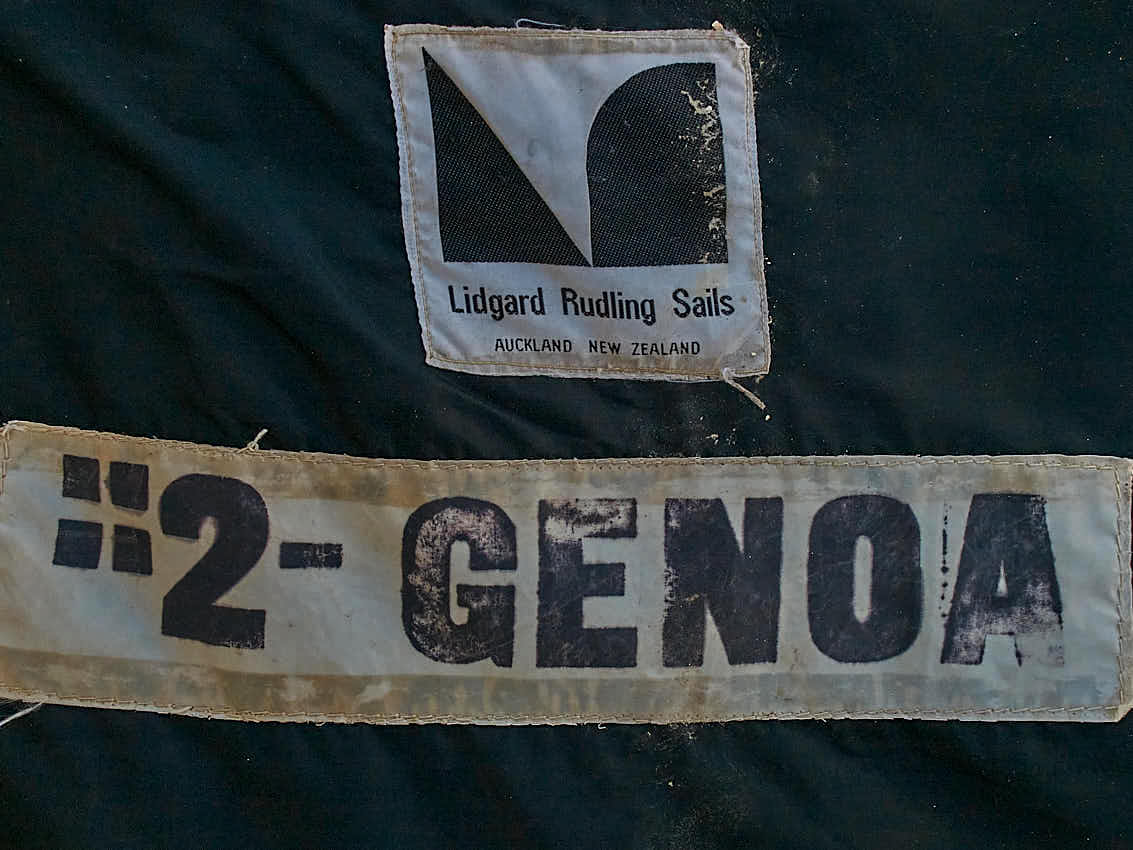 Lidgard Rudling Sails
AUCKLAND NEW ZEALAND
#2- GENOA